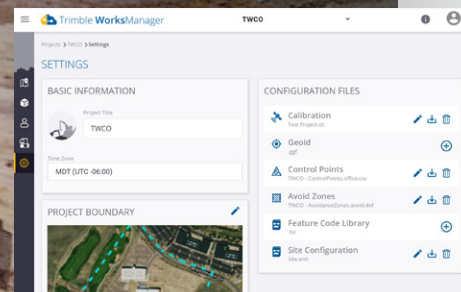 Trimble WorksManager
TWCO
Projects > TWCO > Settings
SETTINGS
BASIC INFORMATION
Project Title
TWCO
Time Zone
MDT (UTC -06:00)
PROJECT BOUNDARY
CONFIGURATION FILES
Calibration
Test Project.dc
Geoid
.ggf
Control Points
TWCO - ControlPoints.office.csv
Avoid Zones
TWCO - AvoidanceZones.avoid.dxf
Feature Code Library
.fxl
Site Configuration
Site.xml